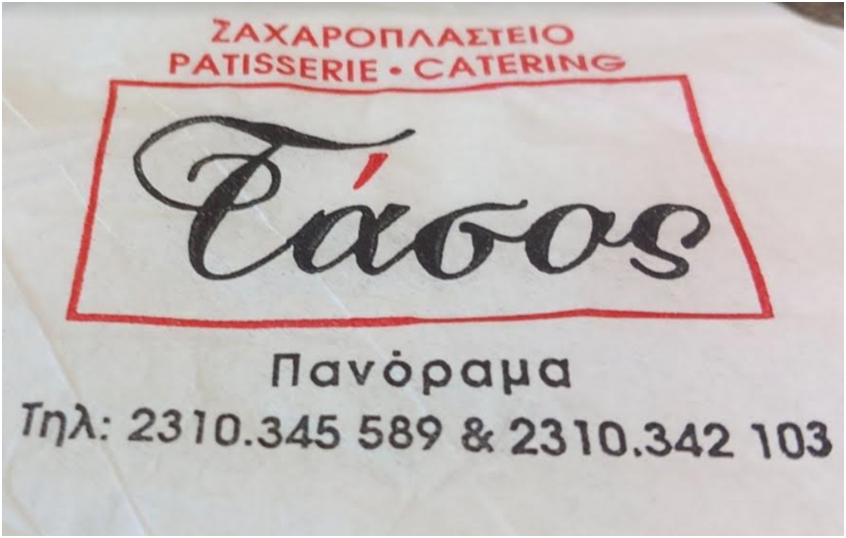 ΖΑΧΑΡΟΠΛΑΣΤΕΙΟ
PATISSERIE • CATERING
Τάσος
Πανόραμα
Τηλ: 2310.345 589 & 2310.342 103